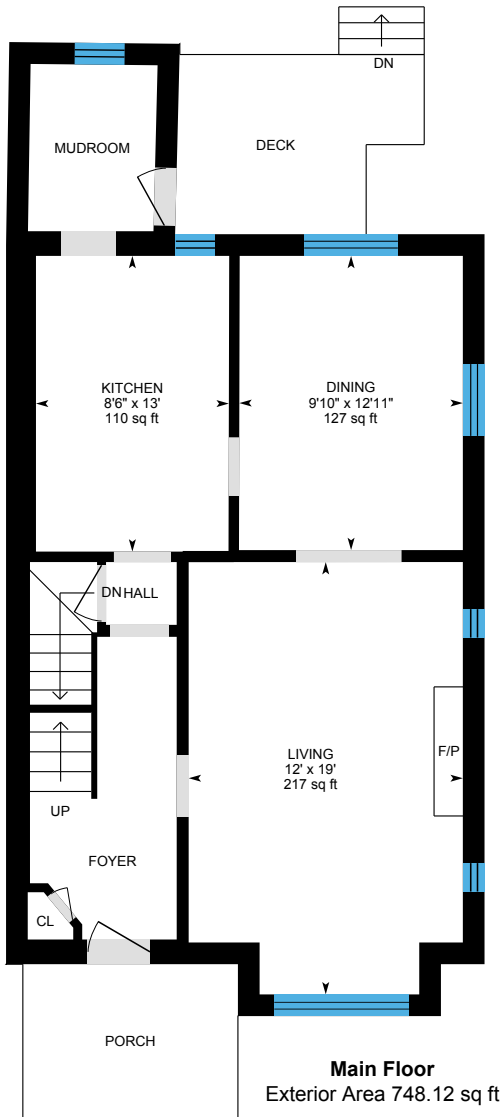 DN
MUDROOM
DECK
KITCHEN
8'6" x 13'
110 sq ft
DINING
9'10" x 12'11"
127 sq ft
DN
HALL
LIVING
12' x 19'
217 sq ft
F/P
UP
FOYER
CL
PORCH
Main Floor
Exterior Area 748.12 sq ft